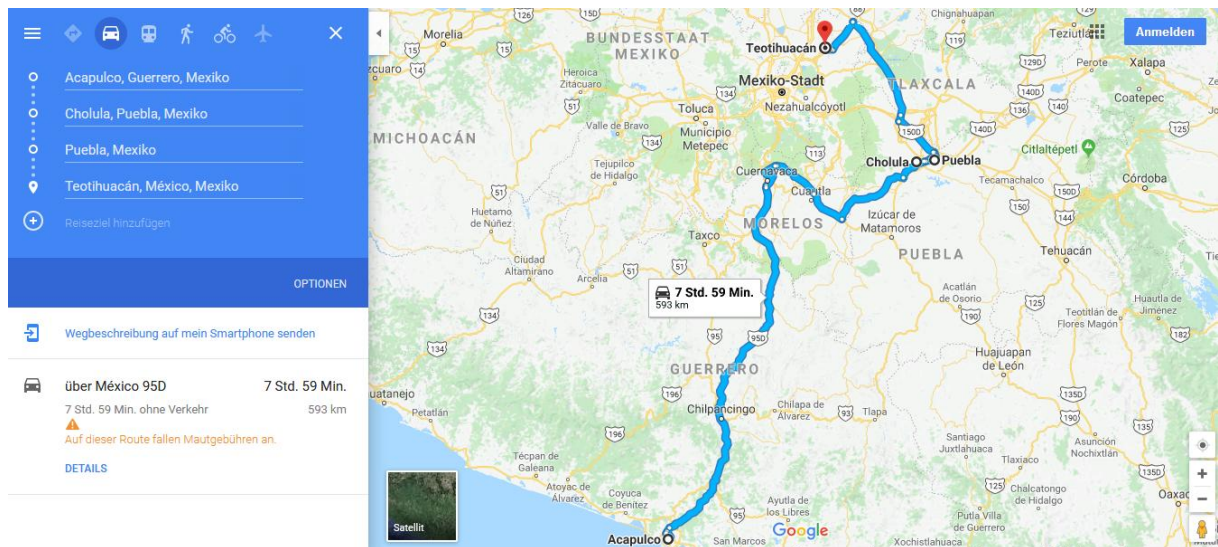 Acapulco, Guerrero, Mexiko
Cholula, Puebla, Mexiko
Puebla, Mexiko
Teotihuacán, México, Mexiko
Reiseziel hinzufügen
OPTIONEN
Wegbeschreibung auf mein Smartphone senden
über México 95D 7 Std. 59 Min.
7 Std. 59 Min. ohne Verkehr 593 km
Auf dieser Route fallen Mautgebühren an.
DETAILS
Anmelden
Morelia
BUNDESSTAAT
MEXIKO
Teotihuacán
Chignahuapan
Teziutlá
Perote
Xalapa
Heroica
Zitácuaro
Mexiko-Stadt
Nezahualcóyotl
TLAXCALA
Coatepec
Toluca
Valle de Bravo
Municipio
Metepec
MICHOACÁN
Tejupilco
de Hidalgo
Cuernavaca
Cuautla
Cholula
Puebla
Citlaltépetl
Tecamachalco
Córdoba
Huetamo
de Núñez
Taxco
MORELOS
Izúcar de
Matamoros
PUEBLA
Tehuacán
Ciudad
Altamirano
Arcelia
7 Std. 59 Min.
593 km
Acatlán
de Osorio
Teotitlán de
Flores Magón
Huautla de
Jiménez
GUERRERO
Huajuapan
de León
Chilpancingo
Chilapa de
Álvarez
Tlapa
Petatlán
Técpan de
Galeana
Santiago
Juxtlahuaca
Tlaxiaco
Asunción
Nochixtlán
Atoyac de
Álvarez
Coyuca
de Benítez
Ayutla de
los Libres
Chalcatongo
de Hidalgo
Putla Villa
de Guerrero
Satellit
Acapulco
San Marcos
Google
Xochistlahuaca